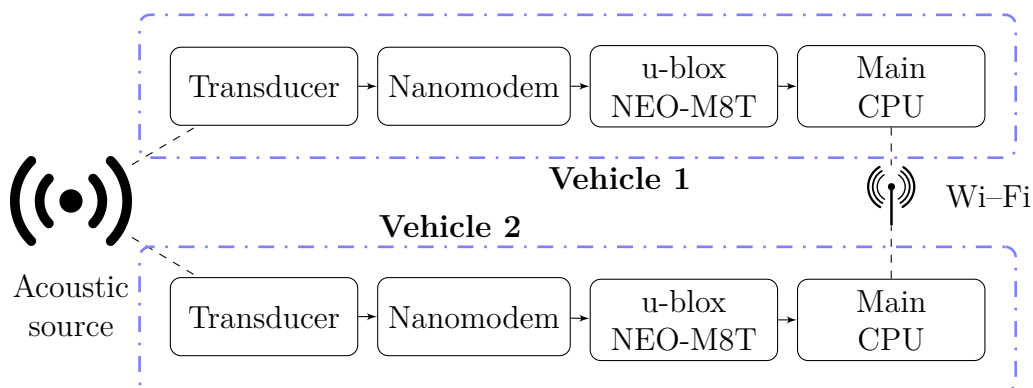 Transducer
Nanomodem
u-blox
NEO-M8T
Main
CPU
Vehicle 1
Wi–Fi
Vehicle 2
Acoustic
source
Transducer
Nanomodem
u-blox
NEO-M8T
Main
CPU